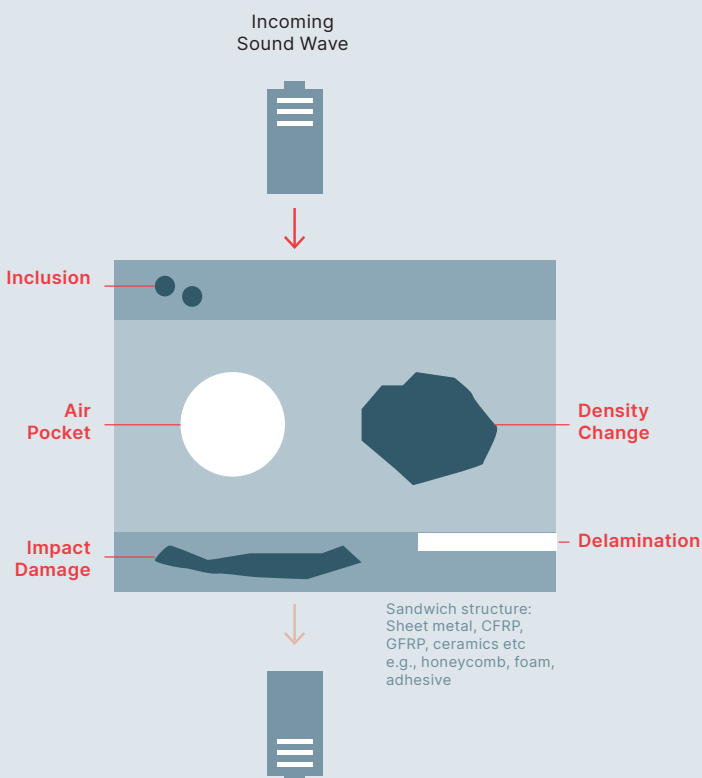 Incoming
Sound Wave
Inclusion
Air
Pocket
Density
Change
Impact
Damage
Delamination
Sandwich structure:
Sheet metal, CFRP,
GFRP, ceramics etc
e.g., honeycomb, foam,
adhesive